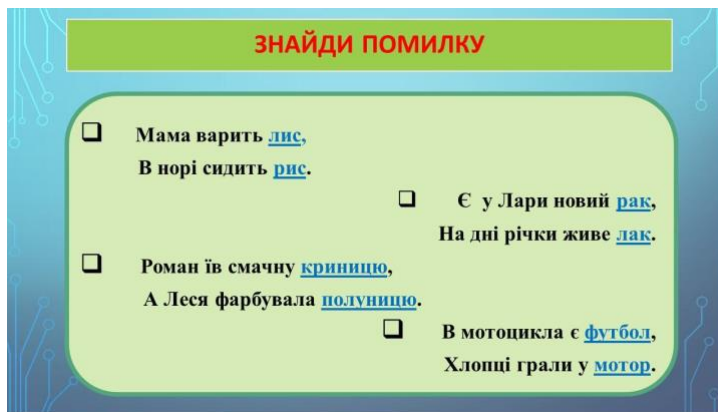 ЗНАЙДИ ПОМИЛКУ
Мама варить лис,
В норі сидить рис.
Є у Лари новий рак,
На дні річки живе лак.
Роман їв смачну криницю,
А Леся фарбувала полуницю.
В мотоцикла є футбол,
Хлопці грали у мотор.